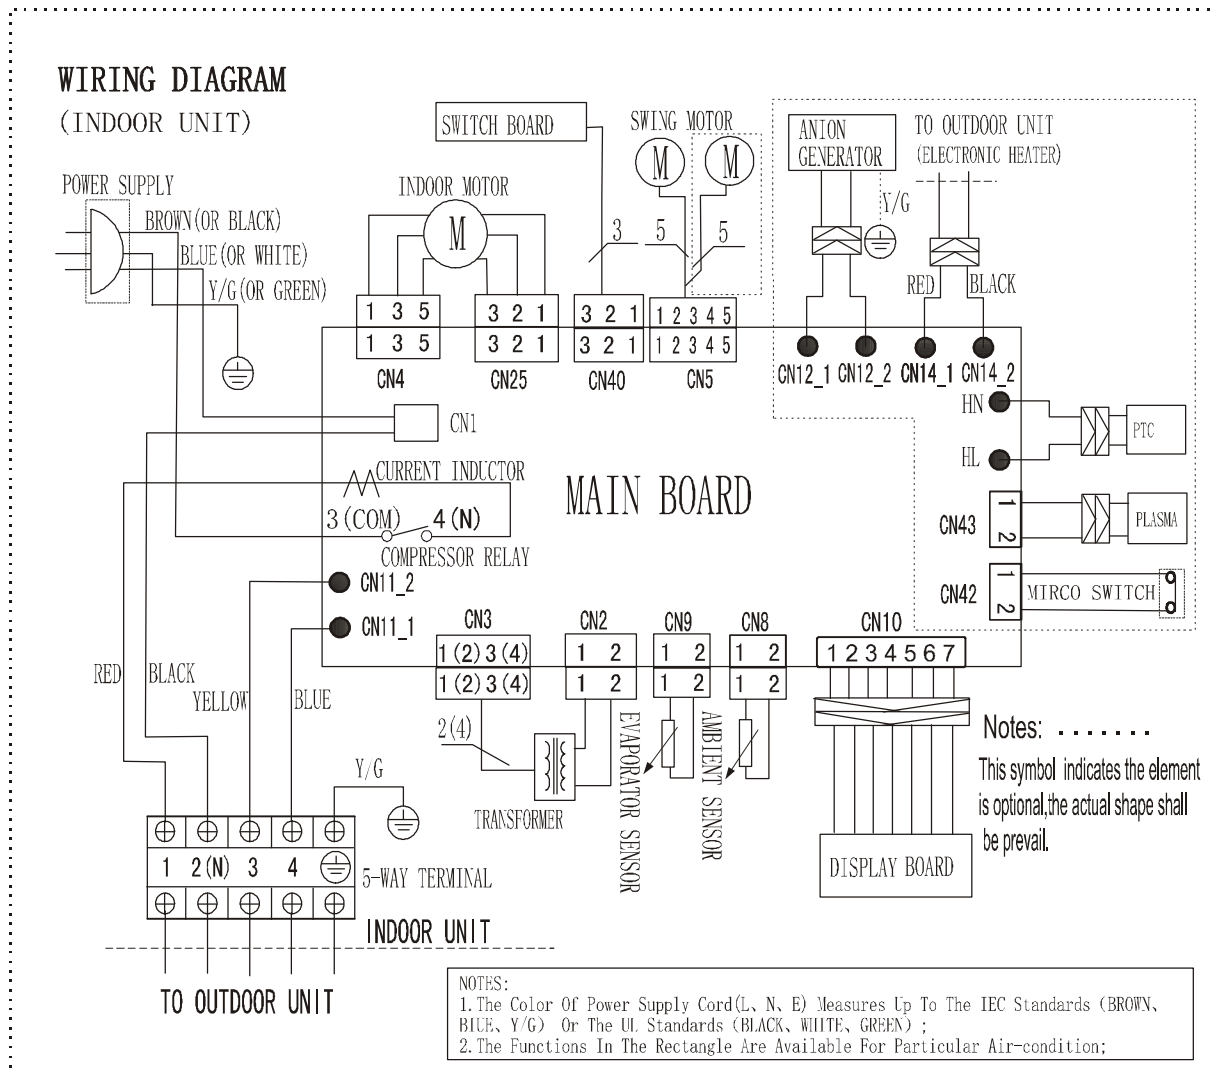 WIRING DIAGRAM
(INDOOR UNIT)
POWER SUPPLY
BROWN(OR BLACK)
BLUE(OR WHITE)
Y/G(OR GREEN)
SWITCH BOARD
INDOOR MOTOR
M
SWING MOTOR
M
M
3
5
5
ANION
GENERATOR
Y/G
TO OUTDOOR UNIT
(ELECTRONIC HEATER)
RED
BLACK
1 3 5
1 3 5
CN4
3 2 1
3 2 1
CN25
3 2 1
3 2 1
CN40
1 2 3 4 5
1 2 3 4 5
CN5
CN12_1
CN12_2
CN14_1
CN14_2
HN
HL
PTC
CN1
CURRENT INDUCTOR
3(COM)
4(N)
COMPRESSOR RELAY
MAIN BOARD
CN43
1
2
PLASMA
CN42
1
2
MIRCO SWITCH
CN11_2
CN11_1
CN3
1(2)3(4)
1(2)3(4)
CN2
1 2
1 2
CN9
1 2
1 2
CN8
1 2
1 2
CN10
1 2 3 4 5 6 7
RED
BLACK
YELLOW
BLUE
2(4)
TRANSFORMER
EVAPORATOR SENSOR
AMBIENT SENSOR
DISPLAY BOARD
Notes: .......
This symbol indicates the element
is optional,the actual shape shall
be prevail.
Y/G
1 2(N) 3 4
5-WAY TERMINAL
INDOOR UNIT
TO OUTDOOR UNIT
NOTES:
1.The Color Of Power Supply Cord(L、N、E) Measures Up To The IEC Standards (BROWN、
BLUE、Y/G) Or The UL Standards (BLACK、WHITE、GREEN) ;
2.The Functions In The Rectangle Are Available For Particular Air-condition;